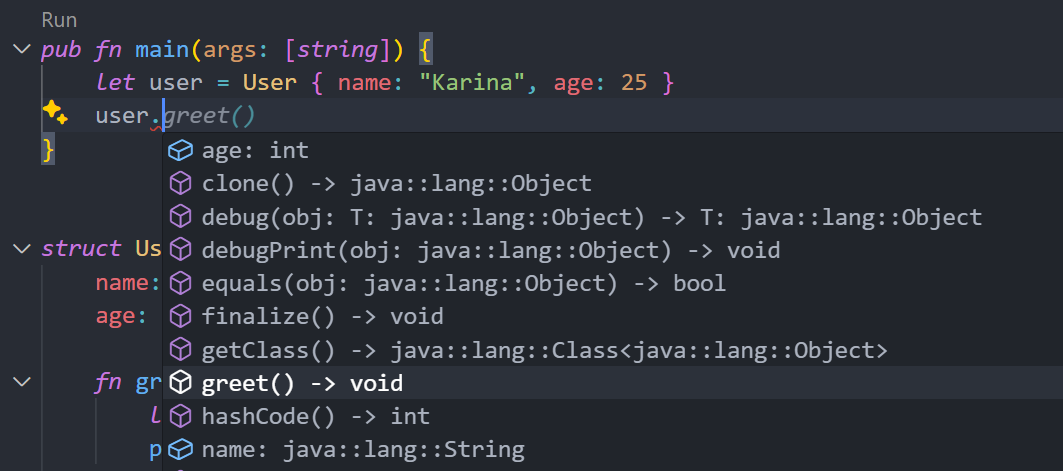 Run
pub fn main(args: [string]) {
let user = User { name: "Karina", age: 25 }
user.greet()
}
age: int
clone() -> java::lang::Object
debug(obj: T: java::lang::Object) -> T: java::lang::Object
struct Us
debugPrint(obj: java::lang::Object) -> void
name:
equals(obj: java::lang::Object) -> bool
age:
finalize() -> void
getClass() -> java::lang::Class<java::lang::Object>
fn gr
greet() -> void
l
hashCode() -> int
p
name: java::lang::String